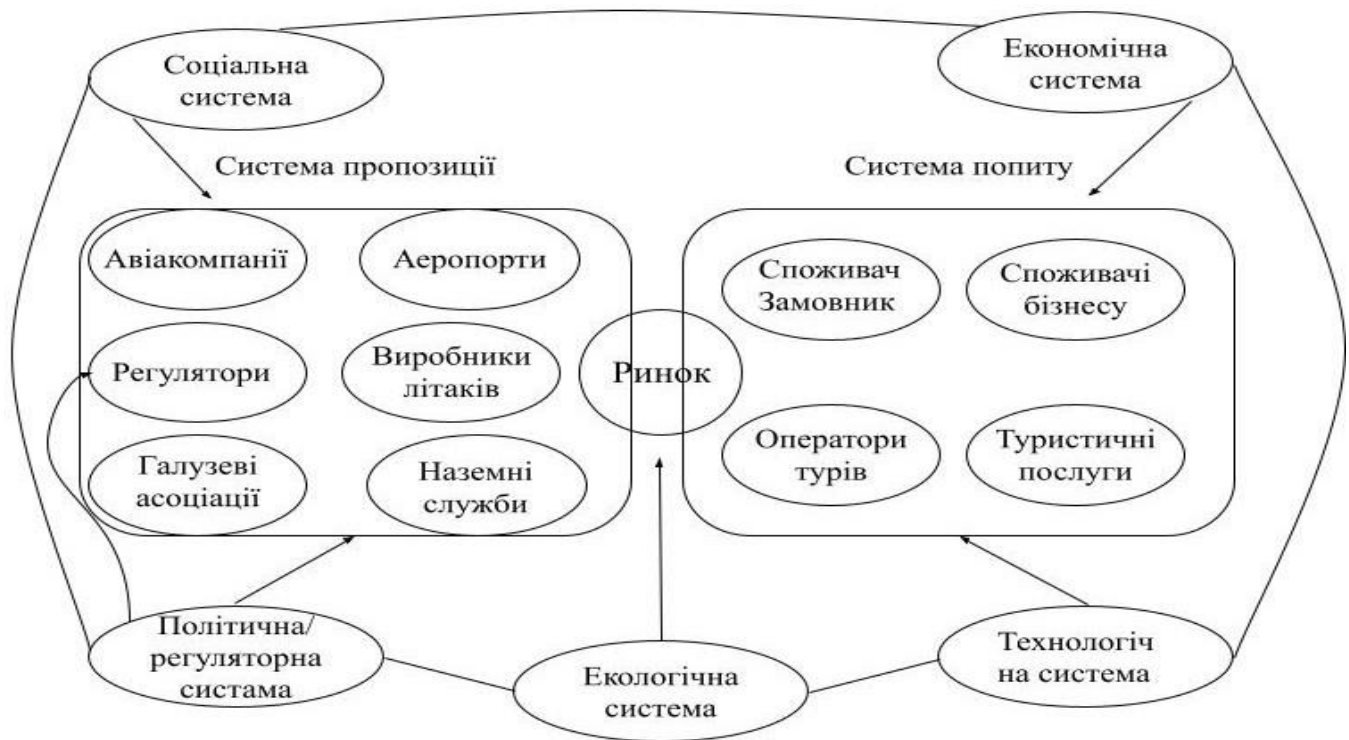 Соціальна
система
Економічна
система
Система пропозиції
Система попиту
Авіакомпанії
Аеропорти
Споживач
Замовник
Споживачі
бізнесу
Регулятори
Виробники
літаків
Ринок
Галузеві
асоціації
Наземні
служби
Оператори
турів
Туристичні
послуги
Політична/
регуляторна
систама
Екологічна
система
Технологіч
на система